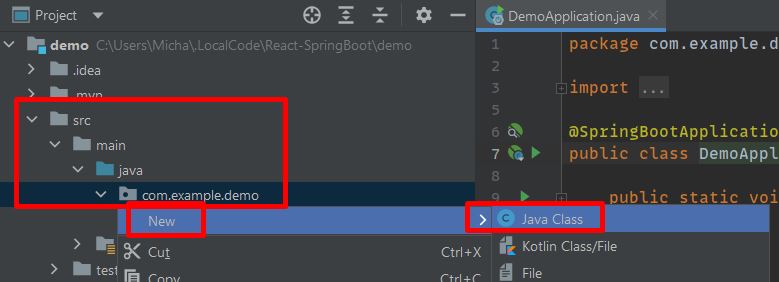 Project
DemoApplication.java
demo C:\Users\Micha\.LocalCode\React-SpringBoot\demo
.idea
.mvn
src
main
java
com.example.demo
New
Cut Ctrl+X
Copy Ctrl+C
test
1 package com.example.d
2
3 import ...
5
6 @SpringBootApplicatio
7 public class DemoAppl
8
9 public static voi
Java Class
Kotlin Class/File
File